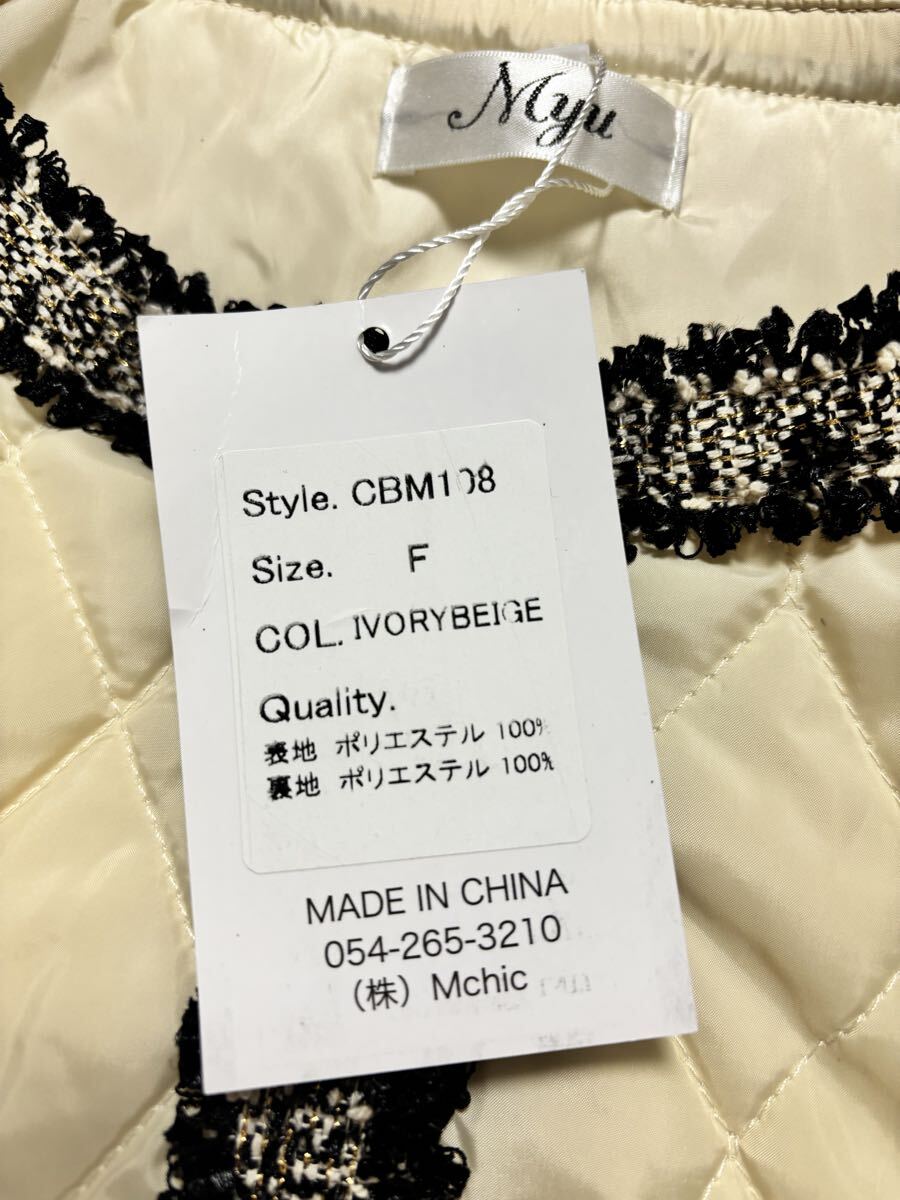 Myu
Style. CBM108
Size. F
COL. IVORYBEIGE
Quality.
表地 ポリエステル 100%
裏地 ポリエステル 100%
MADE IN CHINA
054-265-3210
（株）Mchic